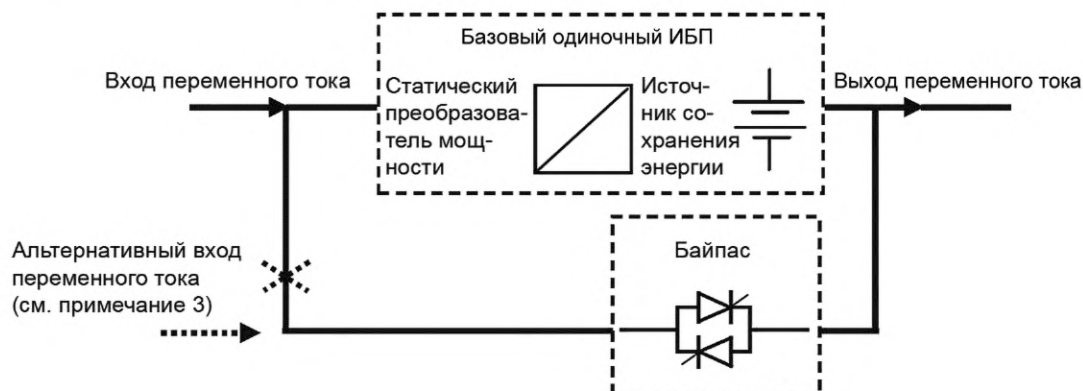 Базовый одиночный ИБП
Вход переменного тока
Статический
преобразова-
тель мощ-
ности
Источ-
ник со-
хранения
энергии
Выход переменного тока
Альтернативный вход
переменного тока
(см. примечание 3)
Байпас